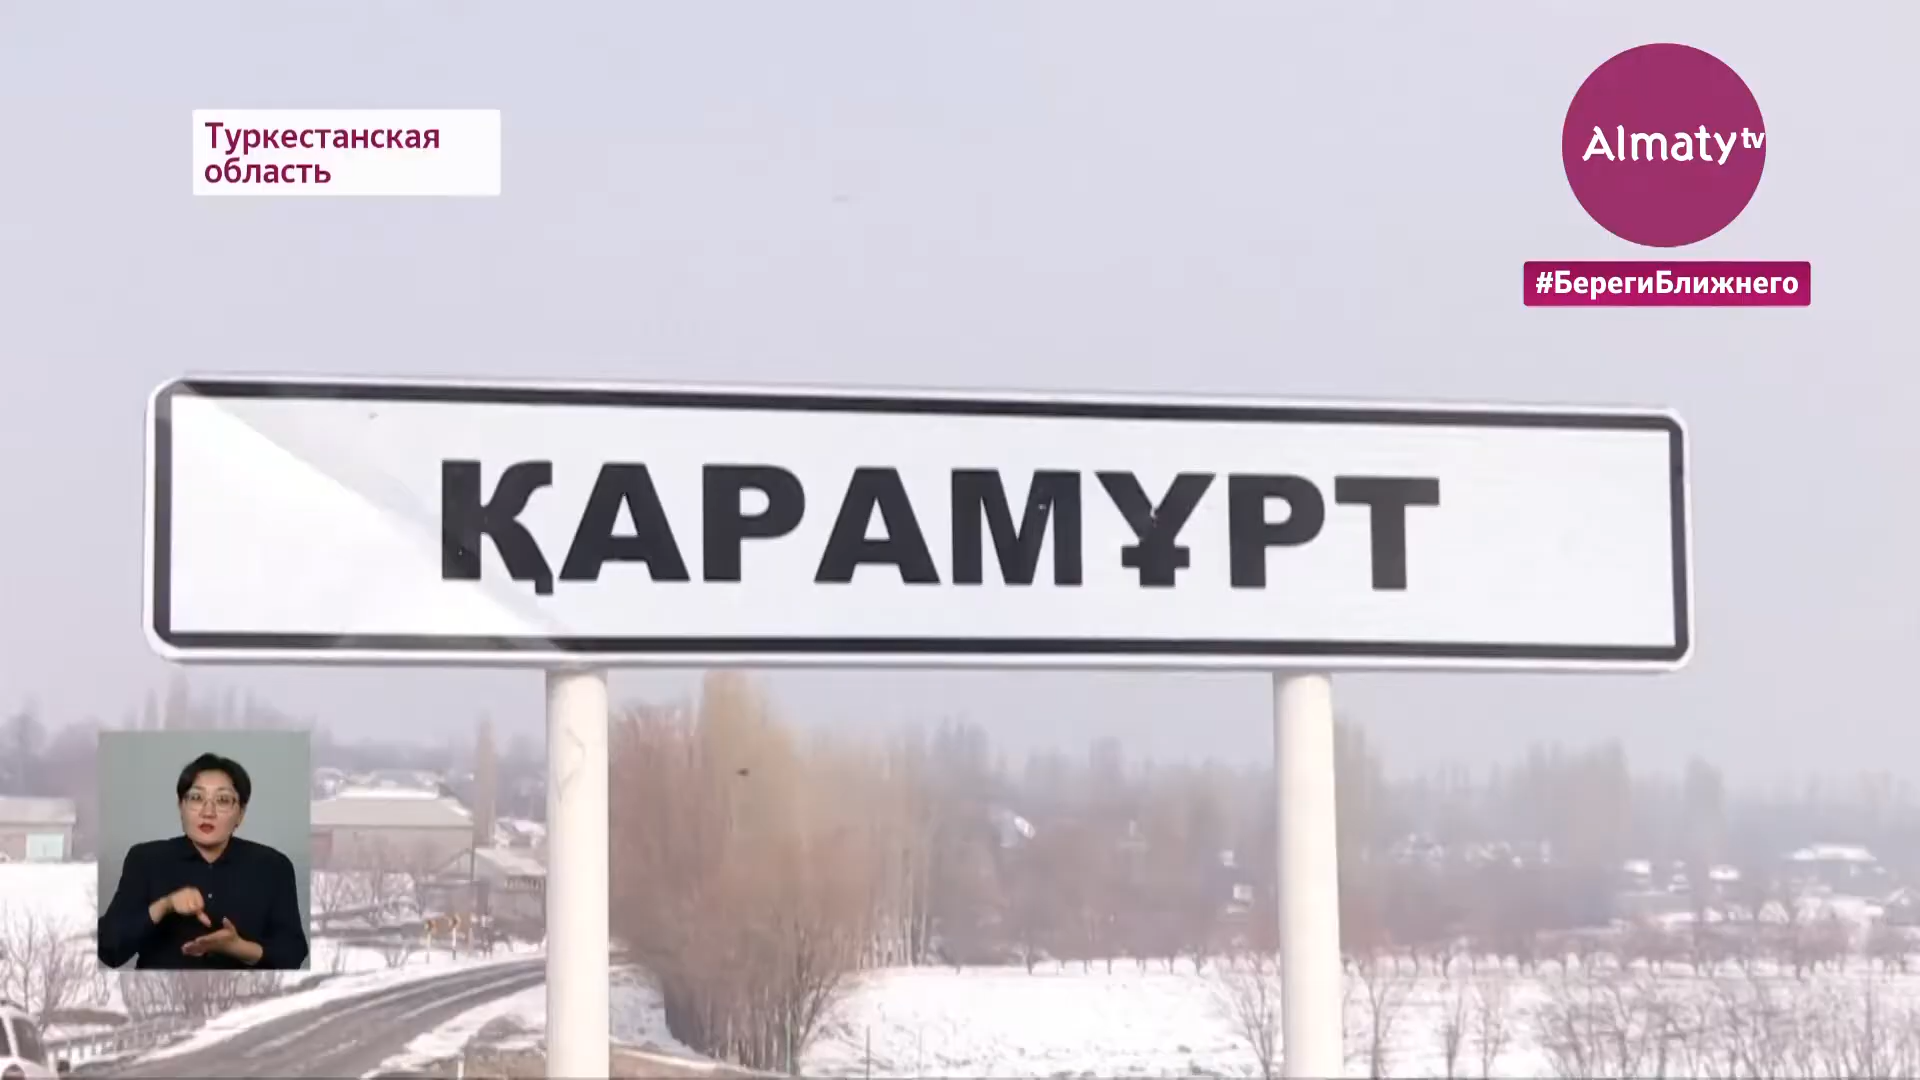 Туркестанская
область
Almaty tv
#БерегиБлижнего
ҚАРАМҰРТ